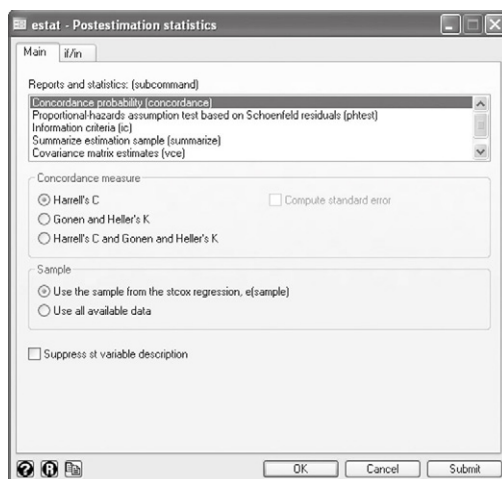 estat - Postestimation statistics
Main if/in
Reports and statistics: (subcommand)
Concordance probability (concordance)
Proportional-hazards assumption test based on Schoenfeld residuals (phtest)
Information criteria (ic)
Summarize estimation sample (summarize)
Covariance matrix estimates (vce)
Concordance measure
Harrell's C
Compute standard error
Gonen and Heller's K
Harrell's C and Gonen and Heller's K
Sample
Use the sample from the stcox regression, e(sample)
Use all available data
Suppress st variable description
? R OK Cancel Submit